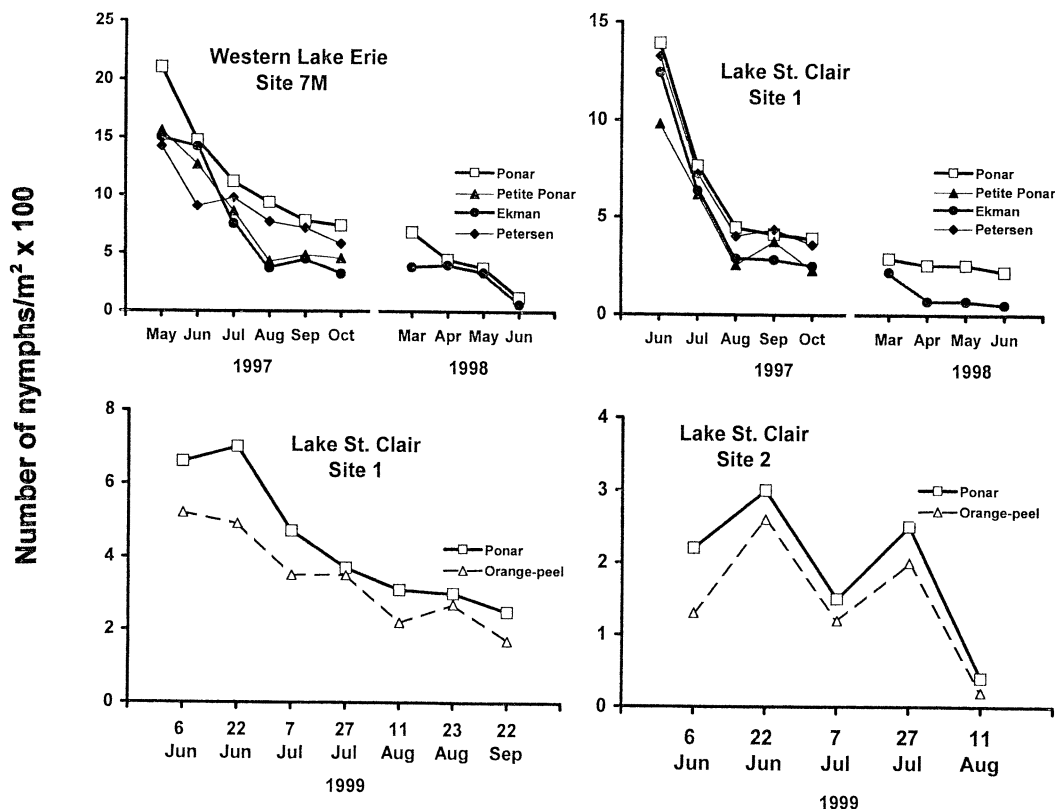 Number of nymphs/m² x 100
Western Lake Erie
Site 7M
25
20
15
10
5
0
Ponar
Petite Ponar
Ekman
Petersen
May Jun Jul Aug Sep Oct Mar Apr May Jun
1997 1998
Lake St. Clair
Site 1
15
10
5
0
Ponar
Petite Ponar
Ekman
Petersen
Jun Jul Aug Sep Oct Mar Apr May Jun
1997 1998
Lake St. Clair
Site 1
8
6
4
2
0
Ponar
Orange-peel
6 22 7 27 11 23 22
Jun Jun Jul Jul Aug Aug Sep
1999
Lake St. Clair
Site 2
4
3
2
1
0
Ponar
Orange-peel
6 22 7 27 11
Jun Jun Jul Jul Aug
1999